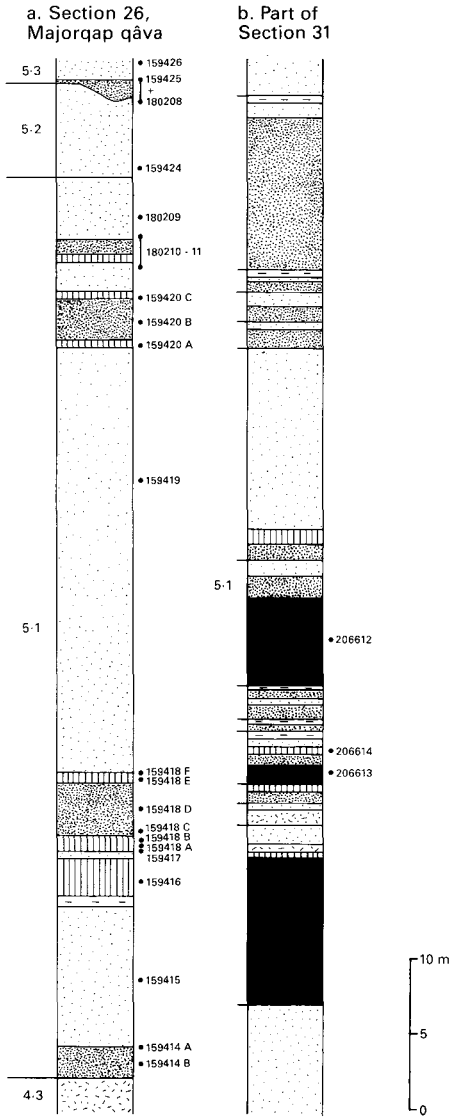 a. Section 26,
Majorqap qâva
5·3
5·2
5·1
4·3
159426
159425
+
180208
159424
180209
180210 - 11
159420 C
159420 B
159420 A
159419
159418 F
159418 E
159418 D
159418 C
159418 B
159418 A
159417
159416
159415
159414 A
159414 B
b. Part of
Section 31
5·1
206612
206614
206613
10 m
5
0